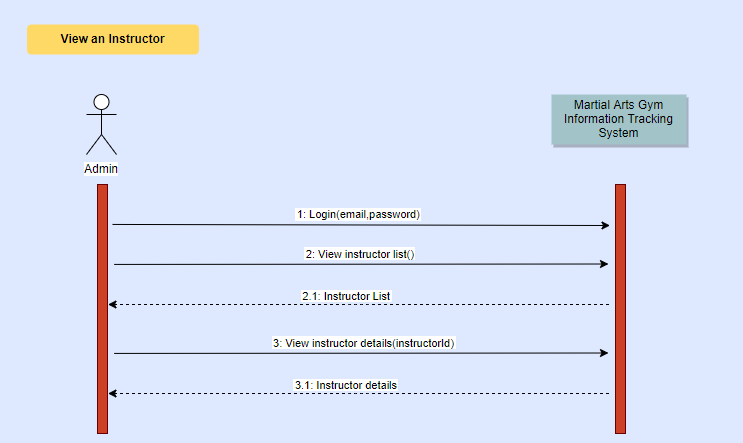 View an Instructor
Martial Arts Gym
Information Tracking
System
Admin
1: Login(email,password)
2: View instructor list()
2.1: Instructor List
3: View instructor details(instructorId)
3.1: Instructor details